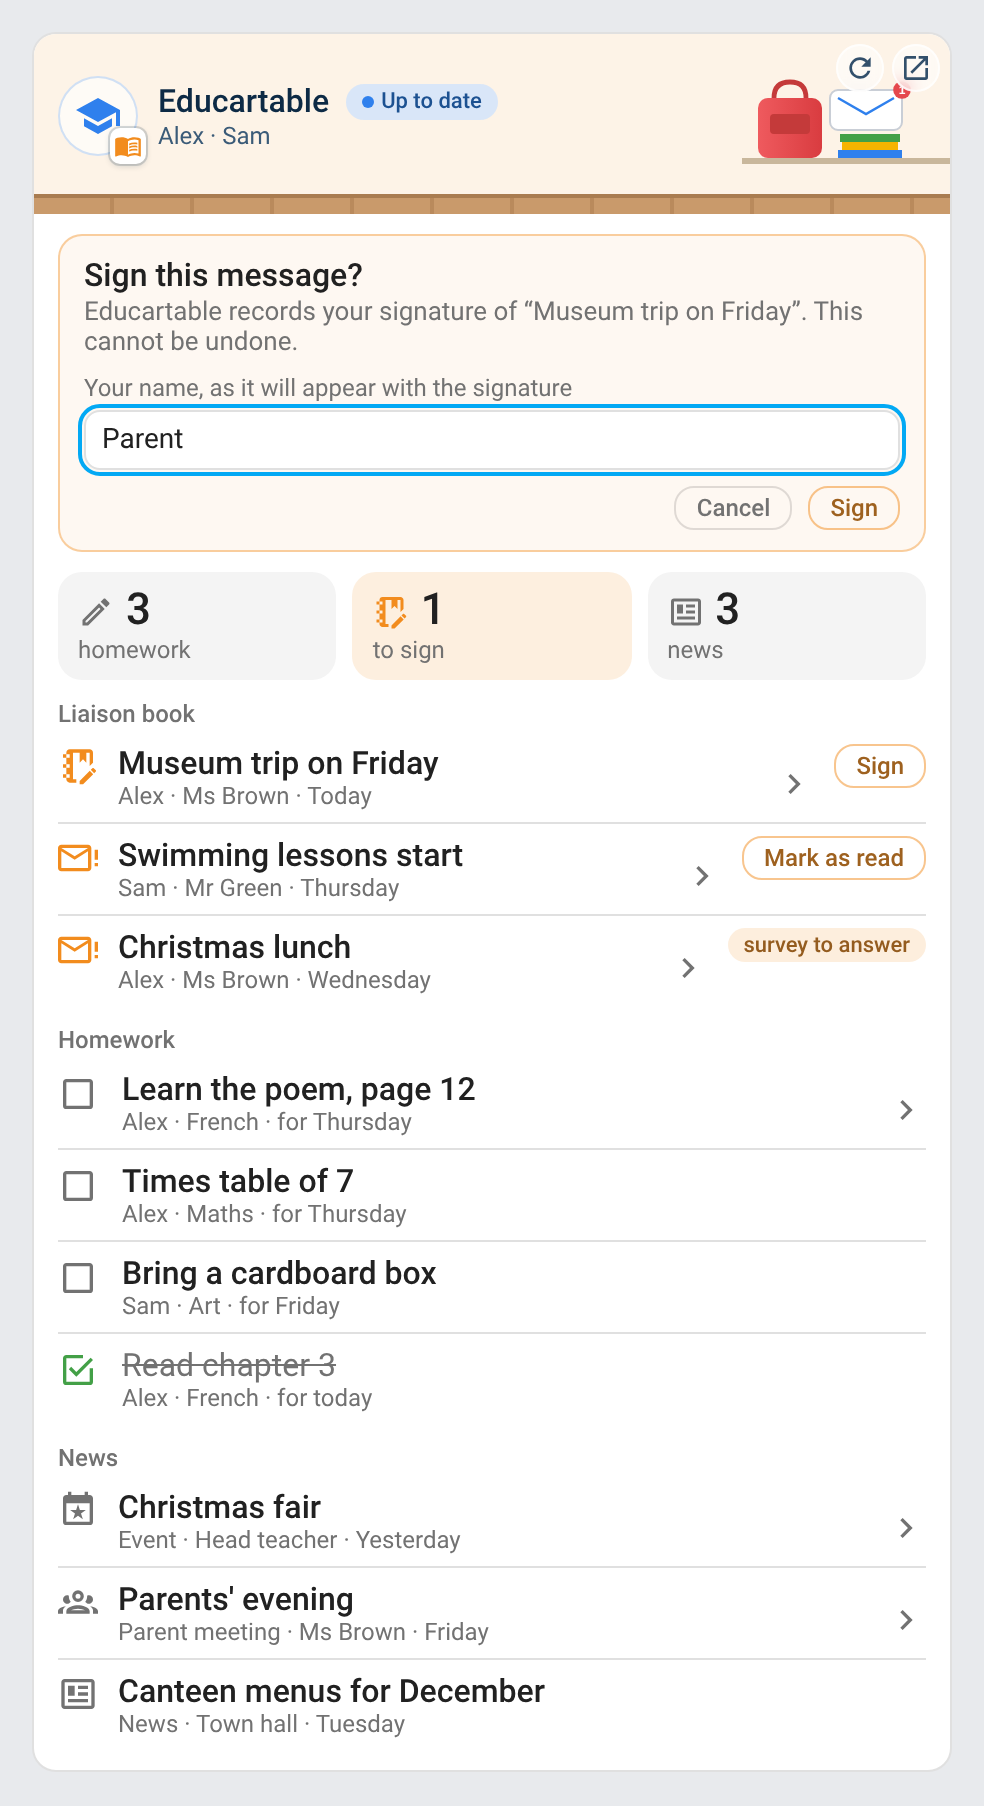 Educartable
Up to date
Alex · Sam
1
Sign this message?
Educartable records your signature of “Museum trip on Friday”. This
cannot be undone.
Your name, as it will appear with the signature
Parent
Cancel
Sign
3
homework
1
to sign
3
news
Liaison book
Museum trip on Friday
Alex · Ms Brown · Today
Sign
Swimming lessons start
Sam · Mr Green · Thursday
Mark as read
Christmas lunch
Alex · Ms Brown · Wednesday
survey to answer
Homework
Learn the poem, page 12
Alex · French · for Thursday
Times table of 7
Alex · Maths · for Thursday
Bring a cardboard box
Sam · Art · for Friday
Read chapter 3
Alex · French · for today
News
Christmas fair
Event · Head teacher · Yesterday
Parents' evening
Parent meeting · Ms Brown · Friday
Canteen menus for December
News · Town hall · Tuesday